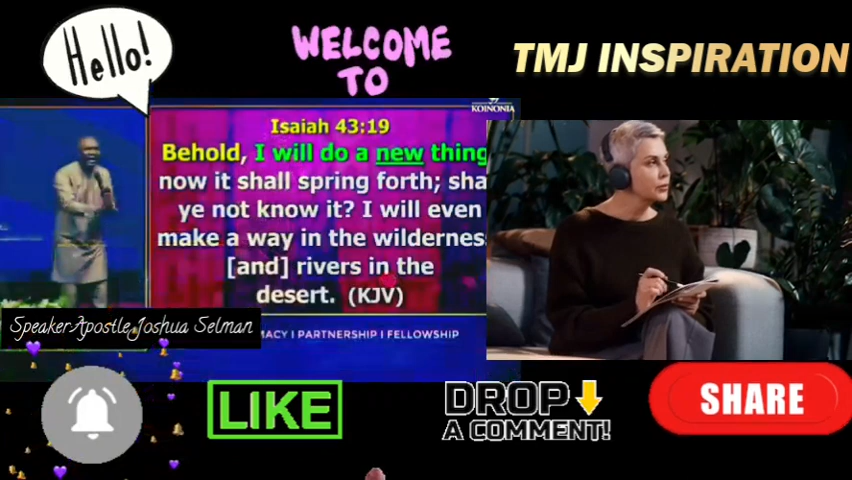 Hello!
WELCOME
TO
TMJ INSPIRATION
KOINONIA
Isaiah 43:19
Behold, I will do a new thing
now it shall spring forth; sha
ye not know it? I will even
make a way in the wilderness
[and] rivers in the
desert. (KJV)
Speaker Apostle Joshua Selman
MACY I PARTNERSHIP I FELLOWSHIP
LIKE
DROP
A COMMENT!
SHARE